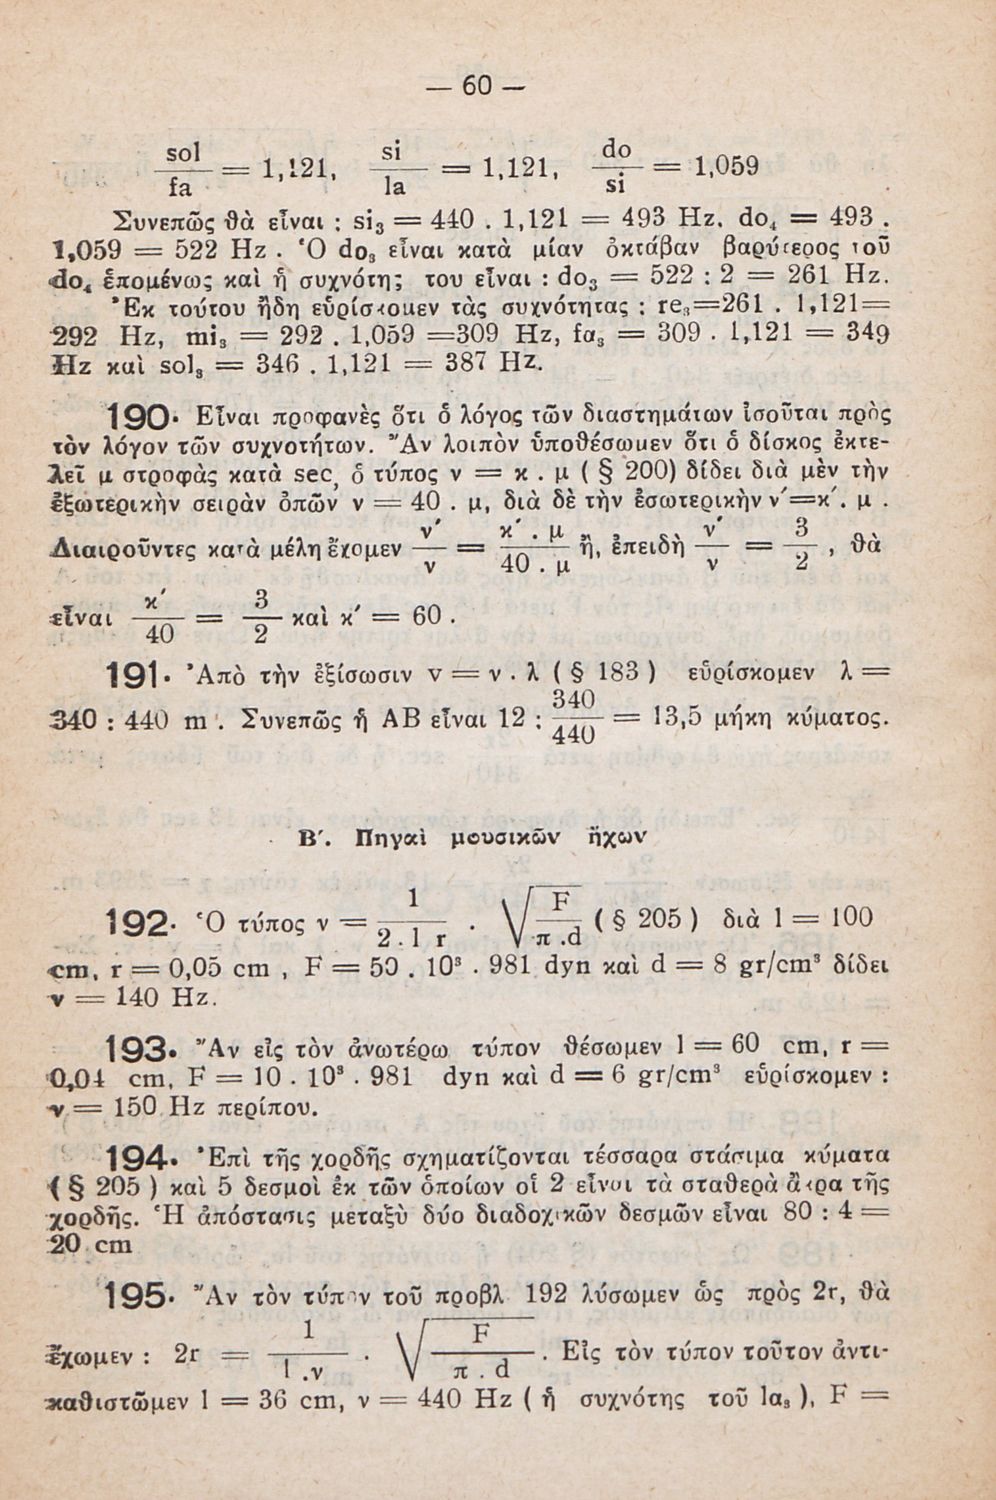 — 60 —
sol/fa = 1,121, si/la = 1,121, do/si = 1,059
Συνεπῶς θὰ εἶναι : si₃ = 440 . 1,121 = 493 Hz. do₄ = 493 .
1,059 = 522 Hz . Ὁ do₃ εἶναι κατὰ μίαν ὀκτάβαν βαρύτερος τοῦ
do₄ ἑπομένως καὶ ἡ συχνότης του εἶναι : do₃ = 522 : 2 = 261 Hz.
Ἐκ τούτου ἤδη εὑρίσκομεν τὰς συχνότητας : re₃=261 . 1,121=
292 Hz, mi₃ = 292 . 1,059 =309 Hz, fa₃ = 309 . 1,121 = 349
Hz καὶ sol₃ = 346 . 1,121 = 387 Hz.
190· Εἶναι προφανὲς ὅτι ὁ λόγος τῶν διαστημάτων ἰσοῦται πρὸς
τὸν λόγον τῶν συχνοτήτων. Ἂν λοιπὸν ὑποθέσωμεν ὅτι ὁ δίσκος ἐκτε-
λεῖ μ στροφὰς κατὰ sec, ὁ τύπος ν = κ . μ ( § 200) δίδει διὰ μὲν τὴν
ἐξωτερικὴν σειρὰν ὀπῶν ν = 40 . μ, διὰ δὲ τὴν ἐσωτερικὴν ν΄=κ΄. μ .
Διαιροῦντες κατὰ μέλη ἔχομεν ν΄/ν = κ΄ . μ/40 . μ ἤ, ἐπειδὴ ν΄/ν = 3/2 , θὰ
εἶναι κ΄/40 = 3/2 καὶ κ΄ = 60 .
191· Ἀπὸ τὴν ἐξίσωσιν v = ν . λ ( § 183 ) εὑρίσκομεν λ =
340 : 440 m . Συνεπῶς ἡ ΑΒ εἶναι 12 : 340/440 = 13,5 μήκη κύματος.
Β΄. Πηγαὶ μουσικῶν ἤχων
192· Ὁ τύπος ν = 1/2 . l r . √F/π .d ( § 205 ) διὰ l = 100
cm, r = 0,05 cm , F = 50 . 10³ . 981 dyn καὶ d = 8 gr/cm³ δίδει
ν = 140 Hz.
193· Ἂν εἰς τὸν ἀνωτέρω τύπον θέσωμεν l = 60 cm, r =
0,04 cm, F = 10 . 10³ . 981 dyn καὶ d = 6 gr/cm³ εὑρίσκομεν :
ν = 150 Hz περίπου.
194· Ἐπὶ τῆς χορδῆς σχηματίζονται τέσσαρα στάσιμα κύματα
( § 205 ) καὶ 5 δεσμοὶ ἐκ τῶν ὁποίων οἱ 2 εἶναι τὰ σταθερὰ ἄκρα τῆς
χορδῆς. Ἡ ἀπόστασις μεταξὺ δύο διαδοχικῶν δεσμῶν εἶναι 80 : 4 =
20 cm
195· Ἂν τὸν τύπον τοῦ προβλ 192 λύσωμεν ὡς πρὸς 2r, θὰ
ἔχωμεν : 2r = 1/l .ν . √F/π . d . Εἰς τὸν τύπον τοῦτον ἀντι-
καθιστῶμεν l = 36 cm, ν = 440 Hz ( ἡ συχνότης τοῦ la₃ ), F =